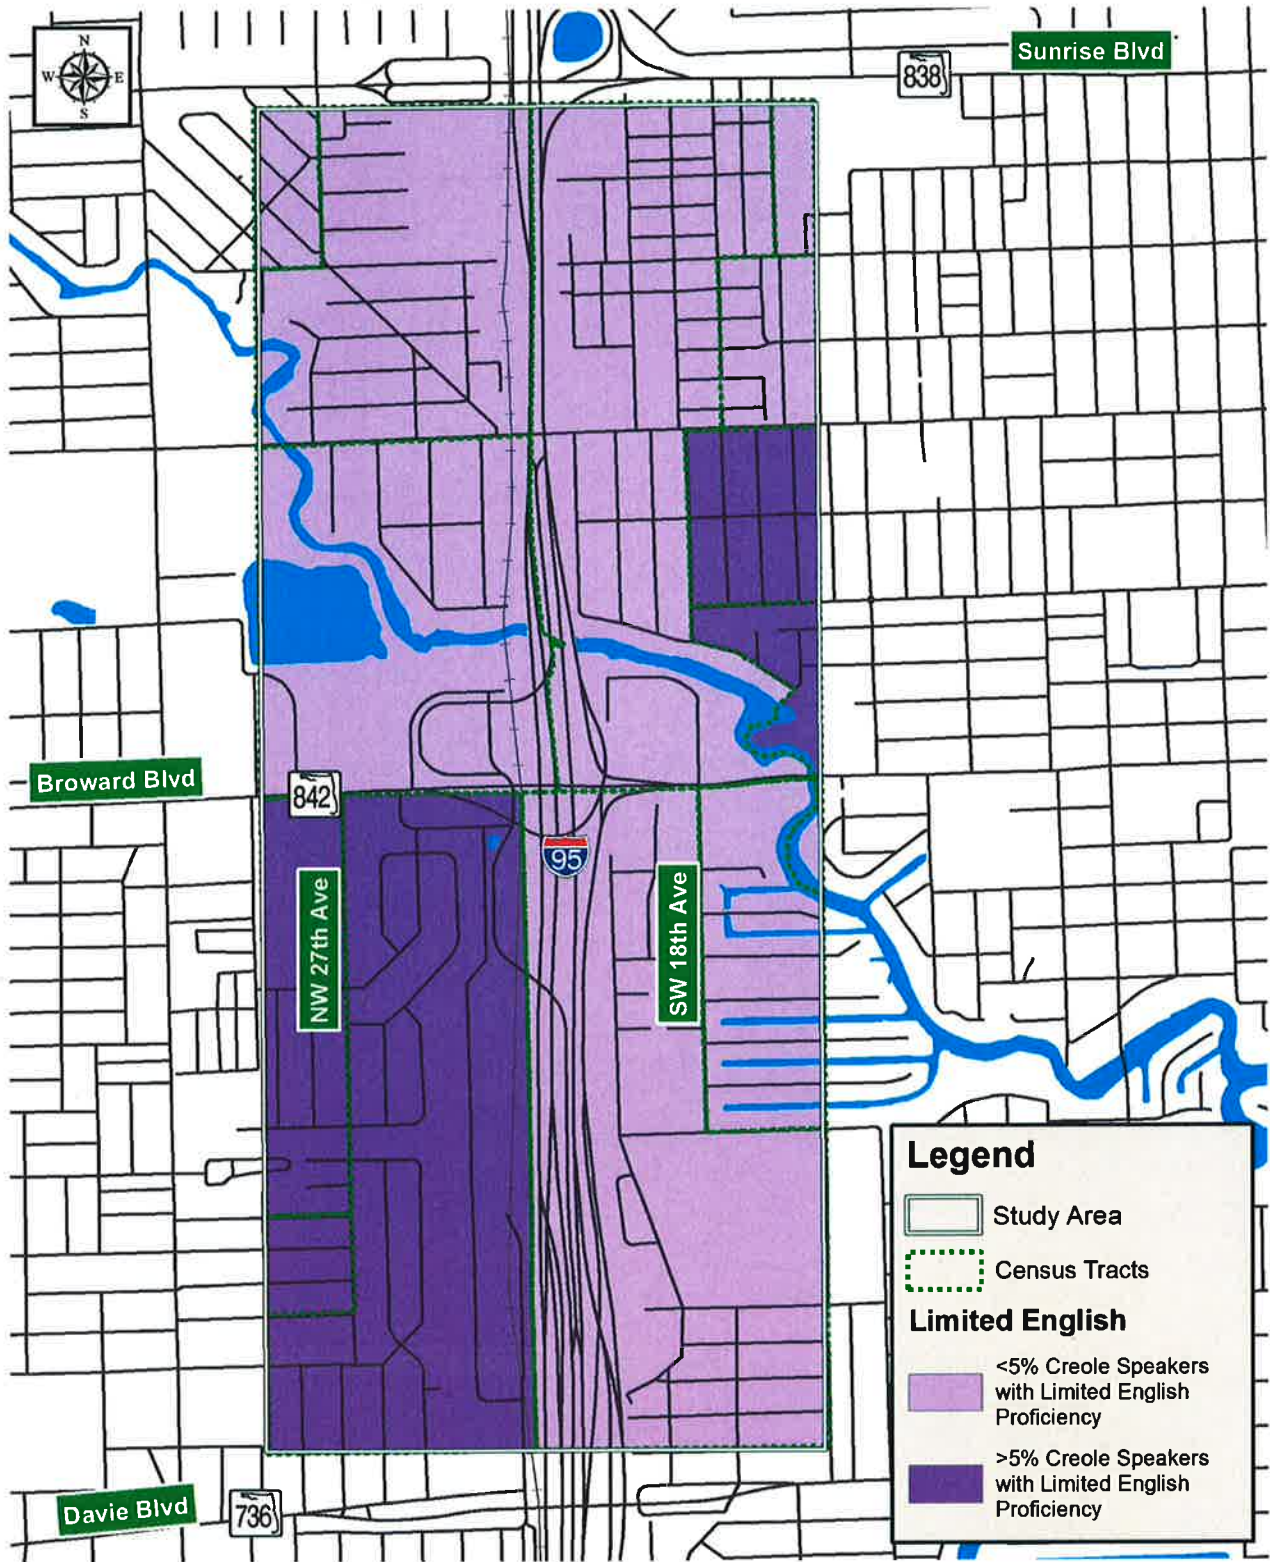 N
W E
S
Sunrise Blvd
838
Broward Blvd
842
95
NW 27th Ave
SW 18th Ave
Davie Blvd
736
Legend
Study Area
Census Tracts
Limited English
<5% Creole Speakers
with Limited English
Proficiency
>5% Creole Speakers
with Limited English
Proficiency